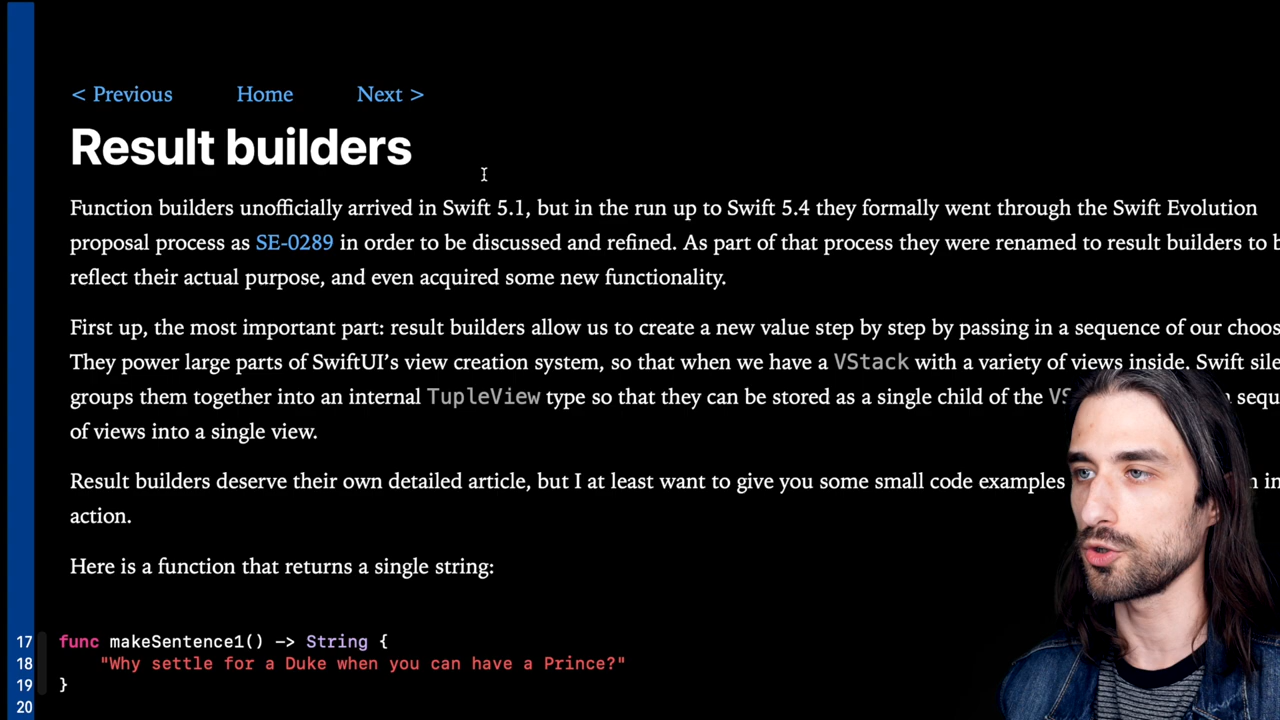 < Previous Home Next >
Result builders
Function builders unofficially arrived in Swift 5.1, but in the run up to Swift 5.4 they formally went through the Swift Evolution
proposal process as SE-0289 in order to be discussed and refined. As part of that process they were renamed to result builders to
reflect their actual purpose, and even acquired some new functionality.
First up, the most important part: result builders allow us to create a new value step by step by passing in a sequence of our
They power large parts of SwiftUI’s view creation system, so that when we have a VStack with a variety of views inside. Swift
groups them together into an internal TupleView type so that they can be stored as a single child of the
of views into a single view.
Result builders deserve their own detailed article, but I at least want to give you some small code examples
action.
Here is a function that returns a single string:
17 func makeSentence1() -> String {
18 "Why settle for a Duke when you can have a Prince?"
19 }
20